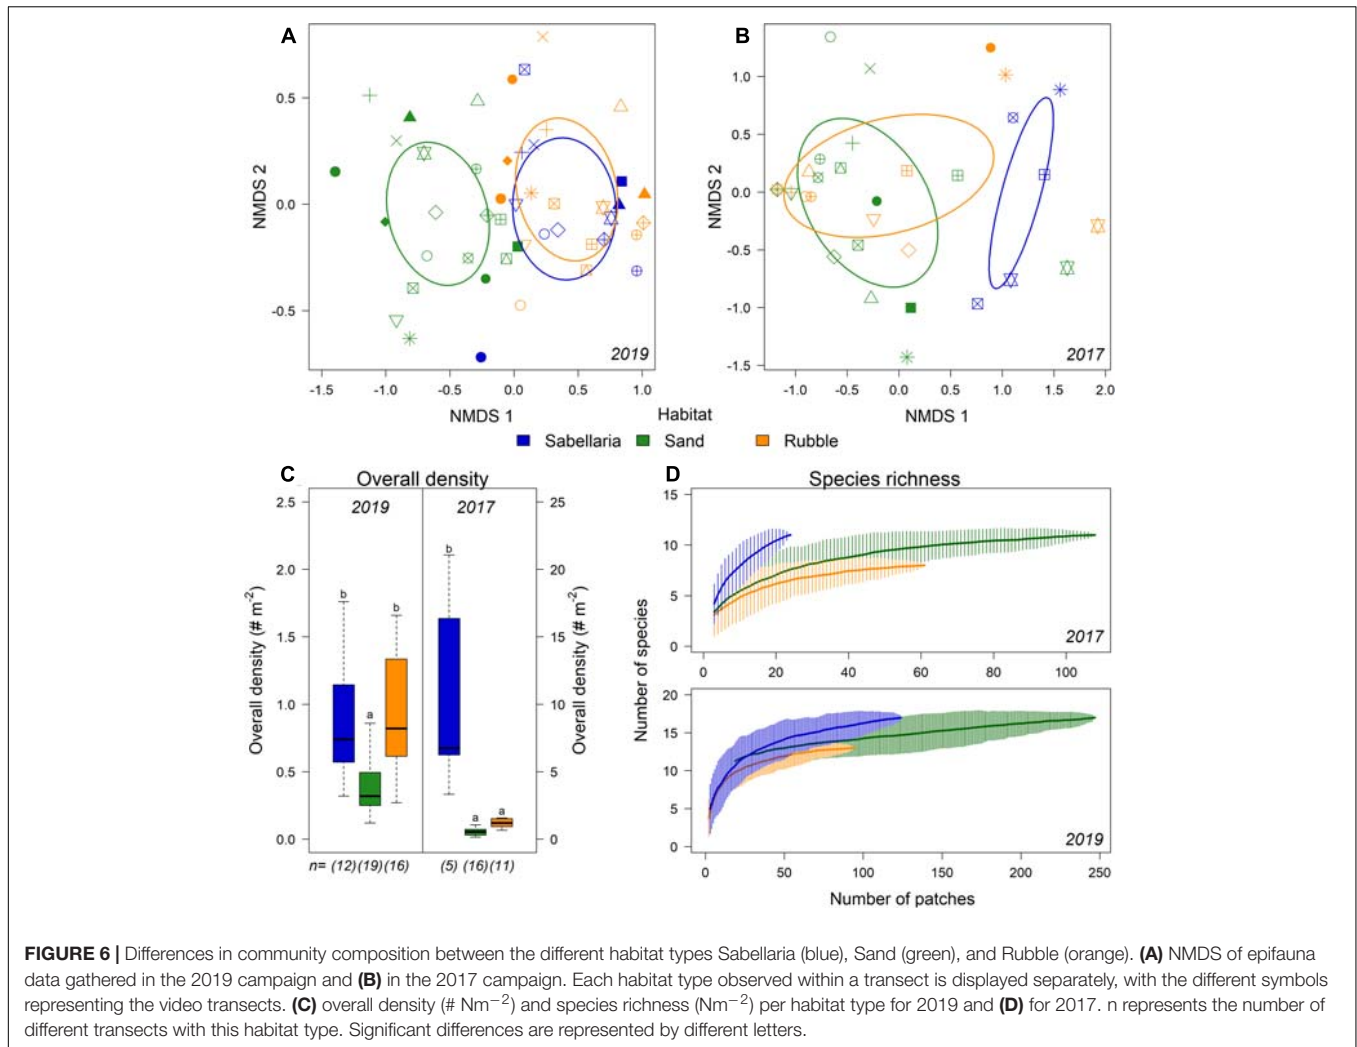 A
B
NMDS 2
0.5
0.0
-0.5
2019
-1.5 -1.0 -0.5 0.0 0.5 1.0
NMDS 1
NMDS 2
1.0
0.5
0.0
-0.5
-1.0
-1.5
2017
-1.0 -0.5 0.0 0.5 1.0 1.5 2.0
NMDS 1
Habitat
Sabellaria Sand Rubble
C
Overall density
2019 2017
Overall density (# m-2)
2.5
2.0
1.5
1.0
0.5
0.0
b a b
b a a
25
20
15
10
5
0
Overall density (# m-2)
n= (12)(19)(16) (5) (16)(11)
D
Species richness
Number of species
15
10
5
0
2017
0 20 40 60 80 100
20
15
10
5
0
2019
0 50 100 150 200 250
Number of patches
FIGURE 6 | Differences in community composition between the different habitat types Sabellaria (blue), Sand (green), and Rubble (orange). (A) NMDS of epifauna
data gathered in the 2019 campaign and (B) in the 2017 campaign. Each habitat type observed within a transect is displayed separately, with the different symbols
representing the video transects. (C) overall density (# Nm−2) and species richness (Nm−2) per habitat type for 2019 and (D) for 2017. n represents the number of
different transects with this habitat type. Significant differences are represented by different letters.